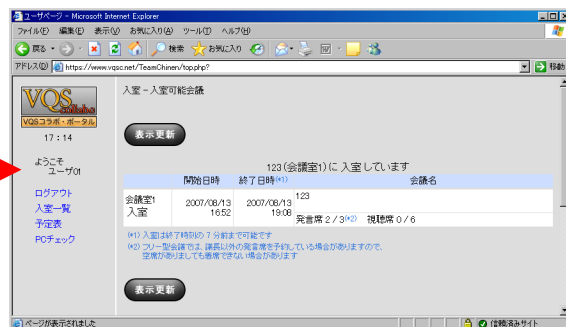 ユーザページ - Microsoft Internet Explorer
ファイル(F) 編集(E) 表示(V) お気に入り(A) ツール(T) ヘルプ(H)
戻る 検索 お気に入り
アドレス(D) https://www.vqsc.net/TeamChinen/top.php? 移動
VQS
collabo
VQSコラボ・ポータル
17:14
ようこそ
ユーザ01
ログアウト
入室一覧
予定表
PCチェック
入室 - 入室可能会議
表示更新
123(会議室1)に 入室 しています
開始日時 終了日時(*1) 会議名
会議室1 入室 2007/08/13 16:52 2007/08/13 19:08 123
発言席 2 / 3(*2) 視聴席 0 / 6
(*1) 入室は終了時刻の 7 分前まで可能です
(*2) フリー型会議では、議長以外の発言席を予約している場合がありますので、
空席がありましても着席できない場合があります
表示更新
ページが表示されました 信頼済みサイト